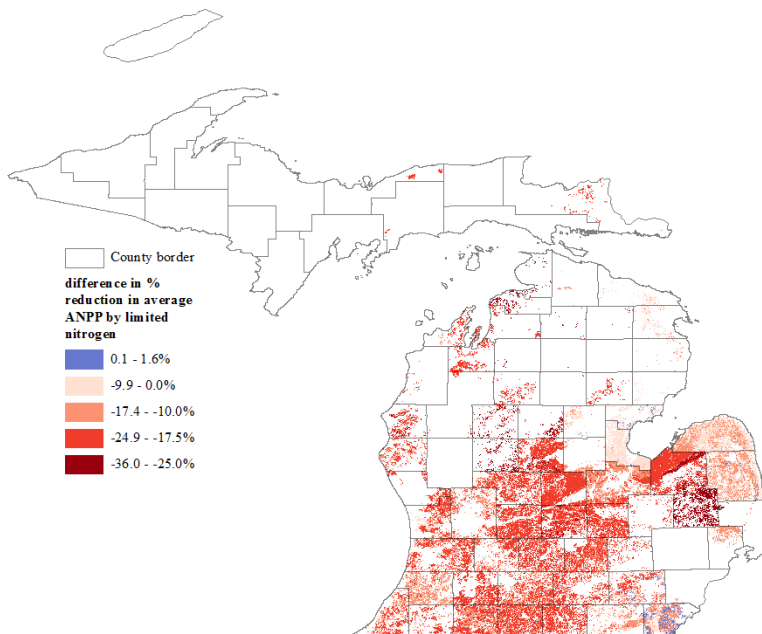 County border
difference in %
reduction in average
ANPP by limited
nitrogen
0.1 - 1.6%
-9.9 - 0.0%
-17.4 - -10.0%
-24.9 - -17.5%
-36.0 - -25.0%